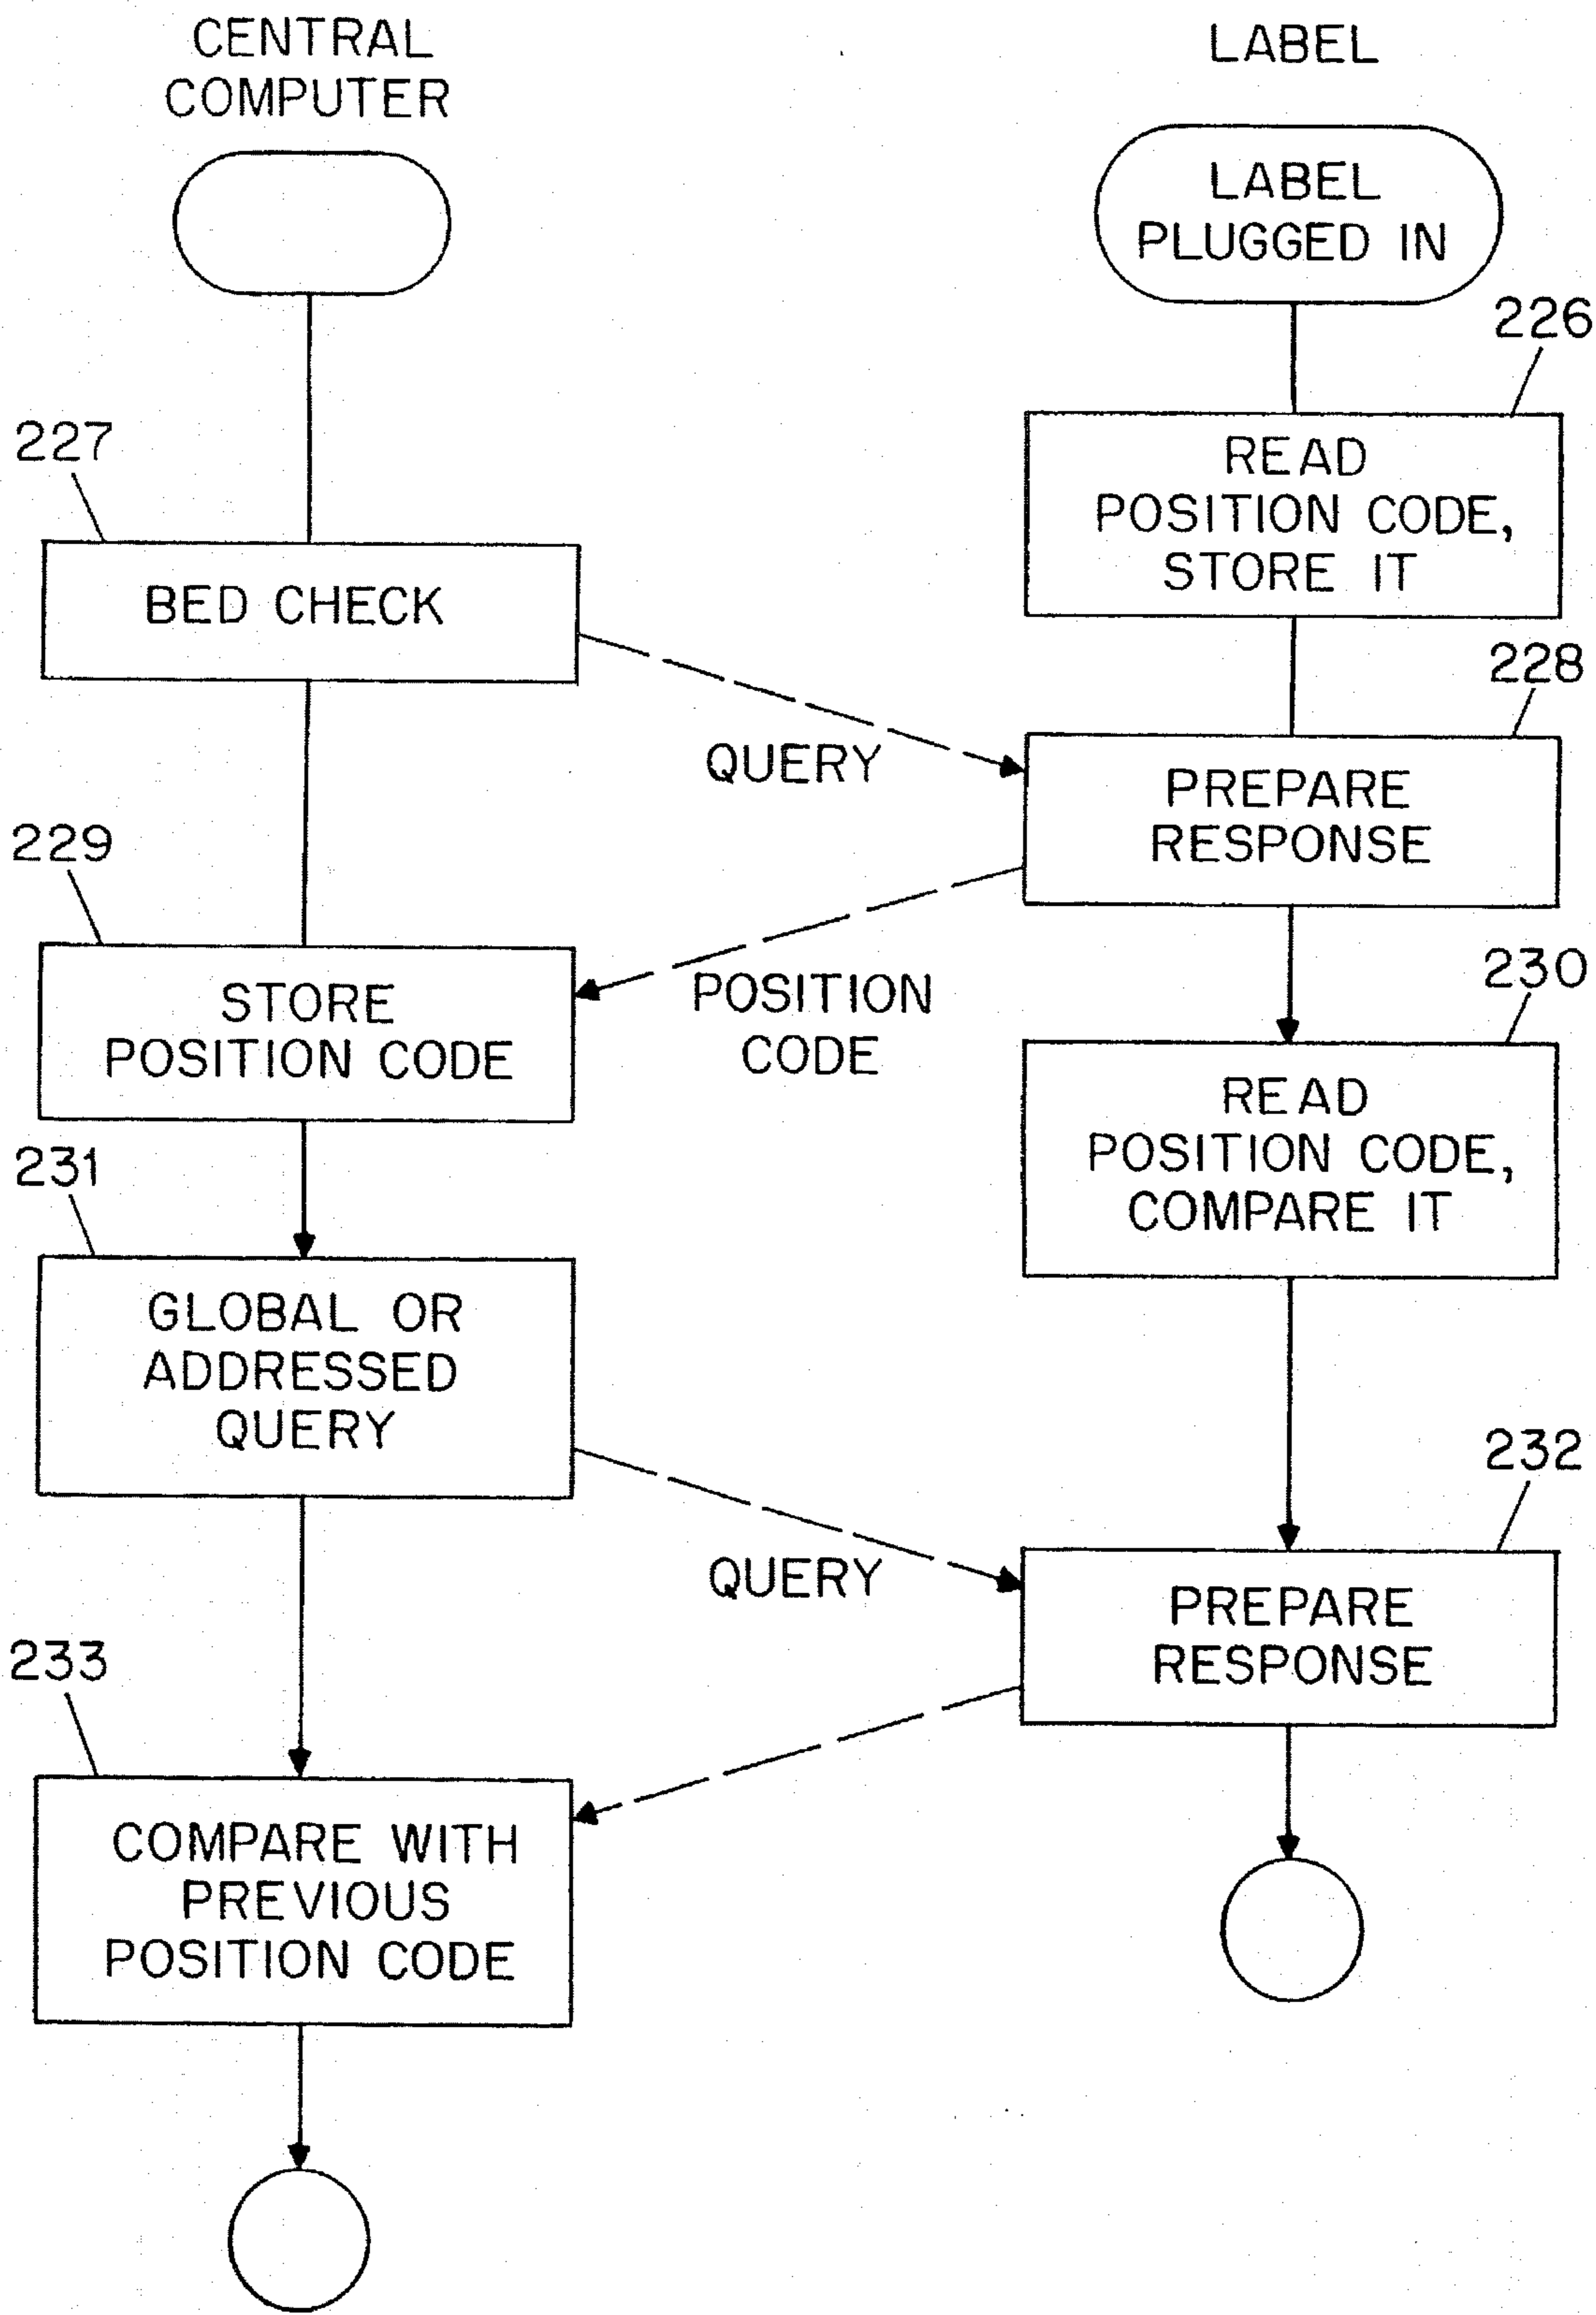 CENTRAL
COMPUTER
LABEL
LABEL
PLUGGED IN
226
READ
POSITION CODE,
STORE IT
227
BED CHECK
QUERY
228
PREPARE
RESPONSE
229
STORE
POSITION CODE
POSITION
CODE
230
READ
POSITION CODE,
COMPARE IT
231
GLOBAL OR
ADDRESSED
QUERY
QUERY
232
PREPARE
RESPONSE
233
COMPARE WITH
PREVIOUS
POSITION CODE